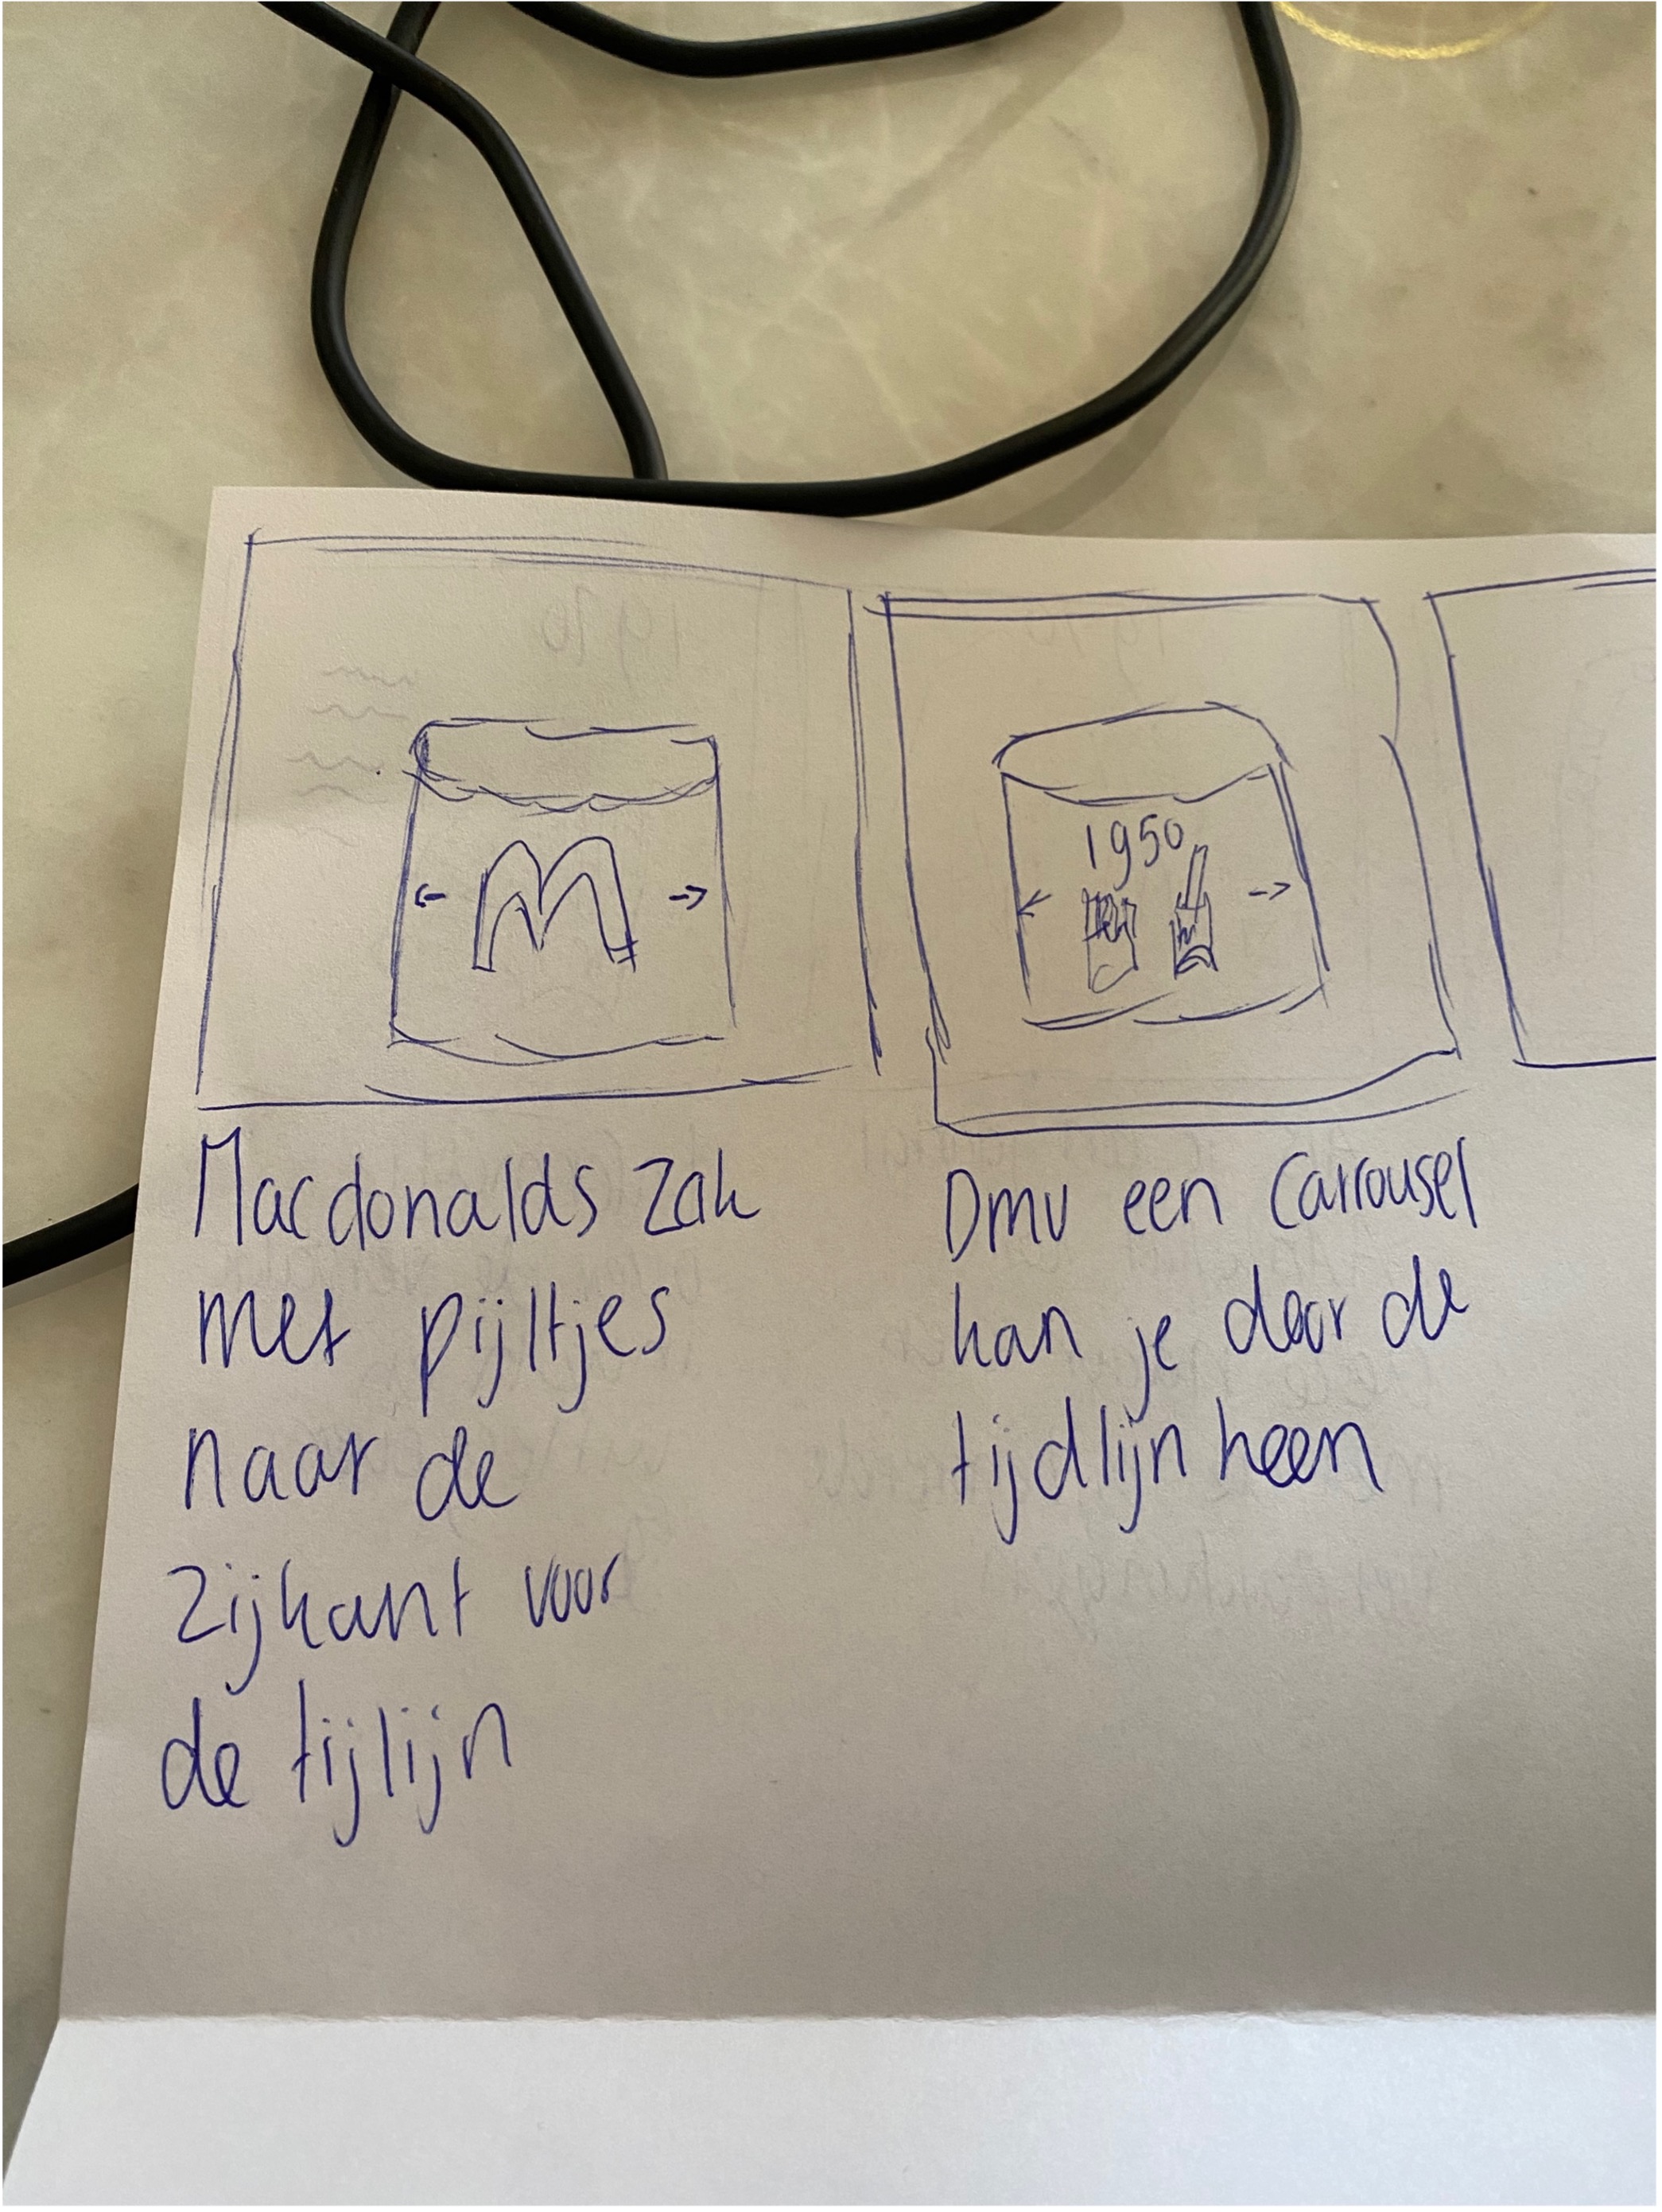 M
1950
Macdonalds zak
met pijltjes
naar de
zijkant voor
de tijlijn
Dmv een carrousel
kan je door de
tijdlijn heen